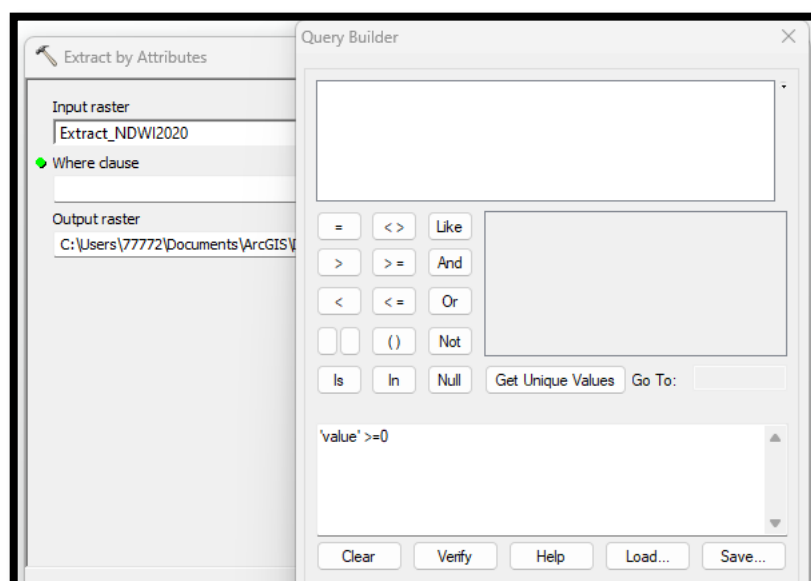 Extract by Attributes
Input raster
Extract_NDWI2020
Where clause
Output raster
C:\Users\77772\Documents\ArcGIS\
Query Builder
= <> Like
> >= And
< <= Or
() Not
Is In Null Get Unique Values Go To:
'value' >=0
Clear Verify Help Load... Save...